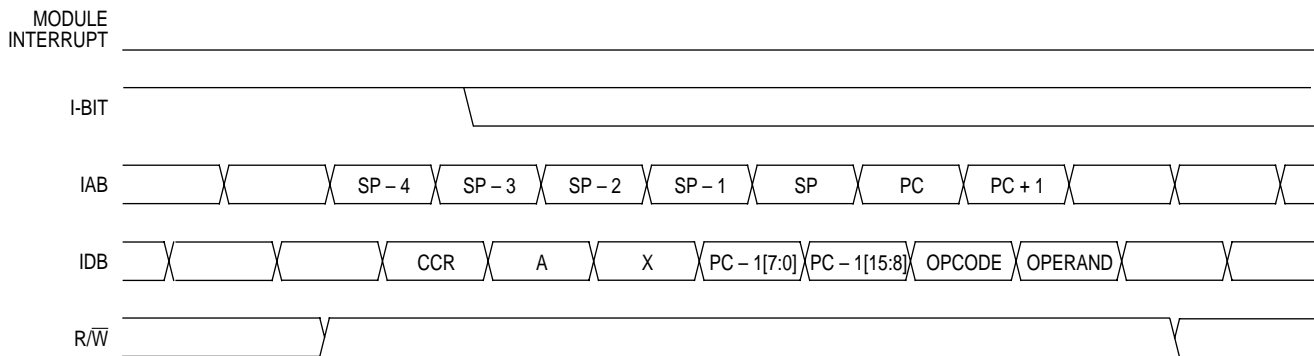 MODULE
INTERRUPT
I-BIT
IAB SP – 4 SP – 3 SP – 2 SP – 1 SP PC PC + 1
IDB CCR A X PC – 1[7:0] PC – 1[15:8] OPCODE OPERAND
R/W̅